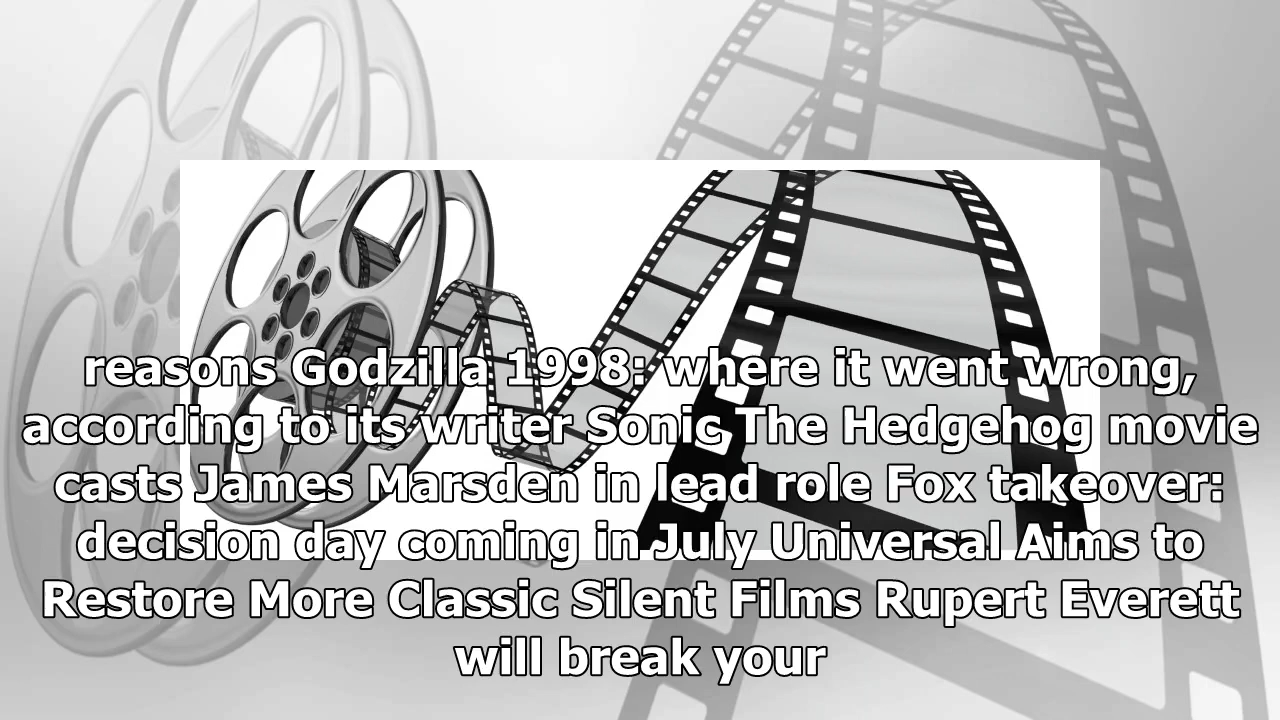 reasons Godzilla 1998: where it went wrong,
according to its writer Sonic The Hedgehog movie
casts James Marsden in lead role Fox takeover:
decision day coming in July Universal Aims to
Restore More Classic Silent Films Rupert Everett
will break your